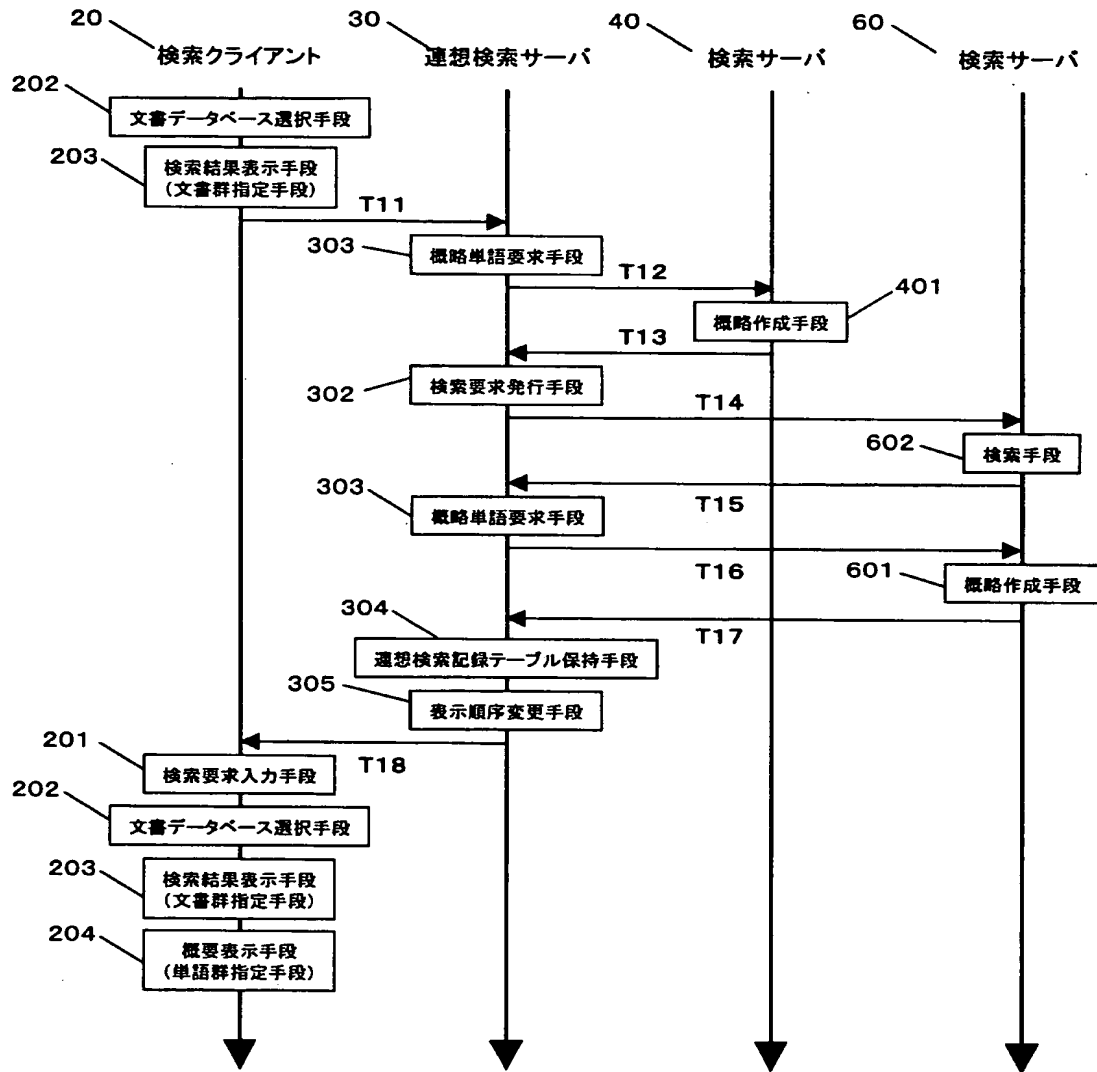 20
30
40
60
検索クライアント
連想検索サーバ
検索サーバ
検索サーバ
202
文書データベース選択手段
203
検索結果表示手段
(文書群指定手段)
T11
303
概略単語要求手段
T12
401
概略作成手段
T13
302
検索要求発行手段
T14
602
検索手段
T15
303
概略単語要求手段
T16
601
概略作成手段
T17
304
連想検索記録テーブル保持手段
305
表示順序変更手段
T18
201
検索要求入力手段
202
文書データベース選択手段
203
検索結果表示手段
(文書群指定手段)
204
概要表示手段
(単語群指定手段)